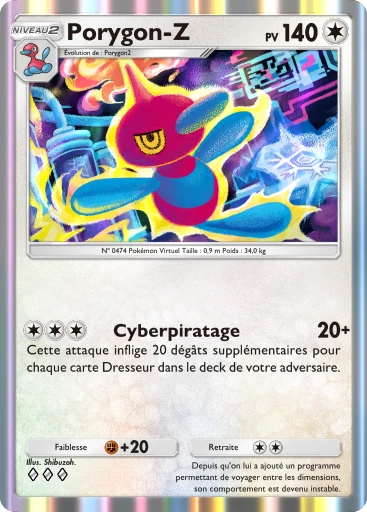 NIVEAU 2 Porygon-Z PV 140
Évolution de : Porygon2
N° 0474 Pokémon Virtuel Taille : 0,9 m Poids : 34,0 kg
Cyberpiratage 20+
Cette attaque inflige 20 dégâts supplémentaires pour
chaque carte Dresseur dans le deck de votre adversaire.
Faiblesse +20 Retraite
Illus. Shibuzoh.
Depuis qu'on lui a ajouté un programme
permettant de voyager entre les dimensions,
son comportement est devenu instable.